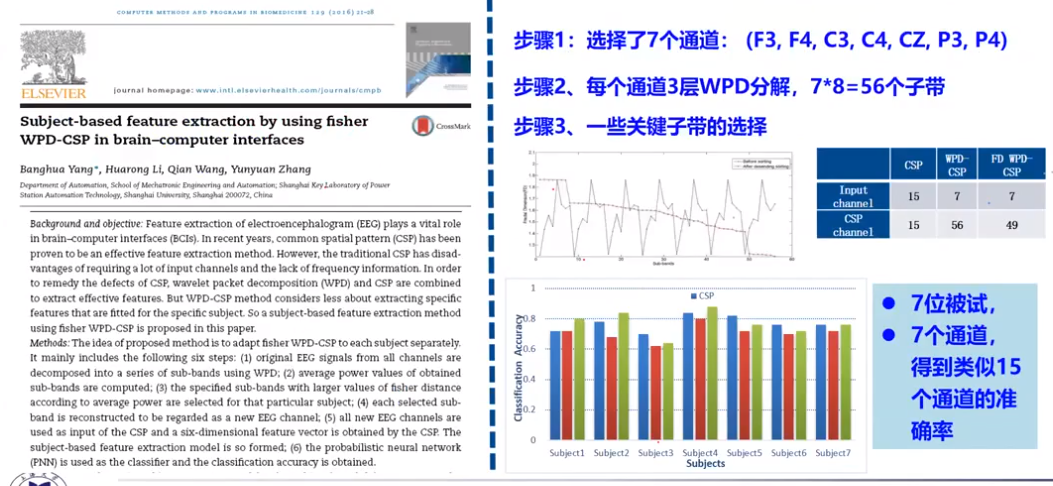 COMPUTER METHODS AND PROGRAMS IN BIOMEDICINE 129 (2016) 21–28
ELSEVIER
journal homepage: www.intl.elsevierhealth.com/journals/cmpb
Subject-based feature extraction by using fisher
WPD-CSP in brain–computer interfaces
CrossMark
Banghua Yang*, Huarong Li, Qian Wang, Yunyuan Zhang
Department of Automation, School of Mechatronic Engineering and Automation; Shanghai Key Laboratory of Power
Station Automation Technology, Shanghai University, Shanghai 200072, China
Background and objective: Feature extraction of electroencephalogram (EEG) plays a vital role
in brain–computer interfaces (BCIs). In recent years, common spatial pattern (CSP) has been
proven to be an effective feature extraction method. However, the traditional CSP has disad-
vantages of requiring a lot of input channels and the lack of frequency information. In order
to remedy the defects of CSP, wavelet packet decomposition (WPD) and CSP are combined
to extract effective features. But WPD-CSP method considers less about extracting specific
features that are fitted for the specific subject. So a subject-based feature extraction method
using fisher WPD-CSP is proposed in this paper.
Methods: The idea of proposed method is to adapt fisher WPD-CSP to each subject separately.
It mainly includes the following six steps: (1) original EEG signals from all channels are
decomposed into a series of sub-bands using WPD; (2) average power values of obtained
sub-bands are computed; (3) the specified sub-bands with larger values of fisher distance
according to average power are selected for that particular subject; (4) each selected sub-
band is reconstructed to be regarded as a new EEG channel; (5) all new EEG channels are
used as input of the CSP and a six-dimensional feature vector is obtained by the CSP. The
subject-based feature extraction model is so formed; (6) the probabilistic neural network
(PNN) is used as the classifier and the classification accuracy is obtained.
步骤1：选择了7个通道： (F3, F4, C3, C4, CZ, P3, P4)
步骤2、每个通道3层WPD分解，7*8=56个子带
步骤3、一些关键子带的选择
Before sorting
Sub-bands
CSP WPD-CSP FD WPD-CSP
Input channel 15 7 7
CSP channel 15 56 49
CSP
Classification Accuracy
1
0.8
0.6
0.4
0.2
0
Subject1 Subject2 Subject3 Subject4 Subject5 Subject6 Subject7
Subjects
● 7位被试，
● 7个通道，
得到类似15
个通道的准
确率